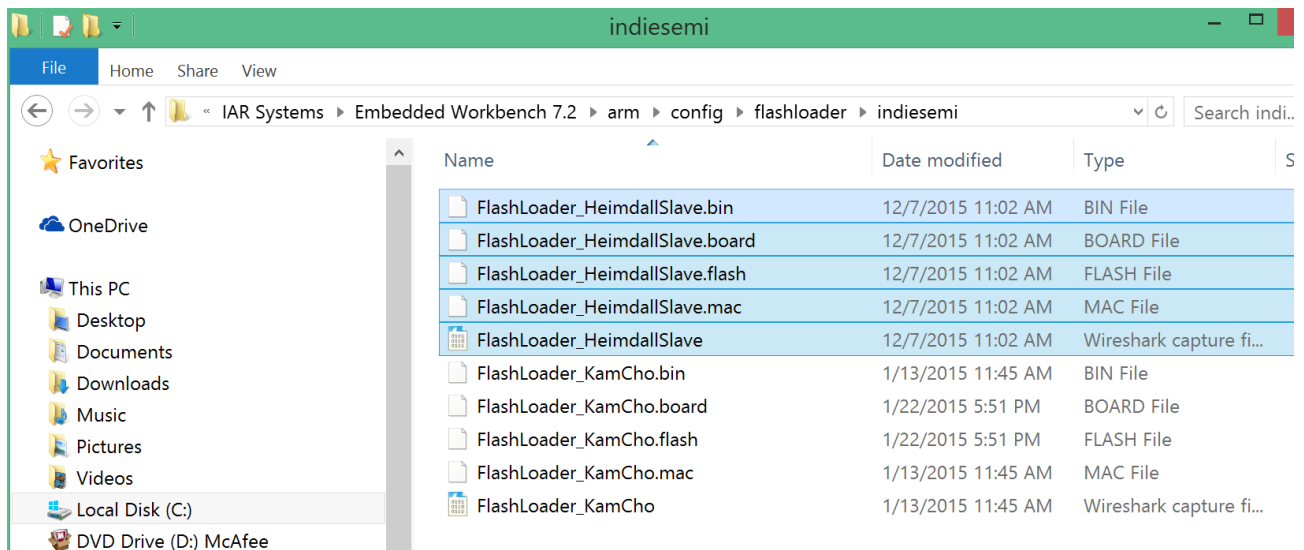 indiesemi
File Home Share View
« IAR Systems Embedded Workbench 7.2 arm config flashloader indiesemi Search indi...
Favorites
OneDrive
This PC
Desktop
Documents
Downloads
Music
Pictures
Videos
Local Disk (C:)
DVD Drive (D:) McAfee
Name Date modified Type S
FlashLoader_HeimdallSlave.bin 12/7/2015 11:02 AM BIN File
FlashLoader_HeimdallSlave.board 12/7/2015 11:02 AM BOARD File
FlashLoader_HeimdallSlave.flash 12/7/2015 11:02 AM FLASH File
FlashLoader_HeimdallSlave.mac 12/7/2015 11:02 AM MAC File
FlashLoader_HeimdallSlave 12/7/2015 11:02 AM Wireshark capture fi...
FlashLoader_KamCho.bin 1/13/2015 11:45 AM BIN File
FlashLoader_KamCho.board 1/22/2015 5:51 PM BOARD File
FlashLoader_KamCho.flash 1/22/2015 5:51 PM FLASH File
FlashLoader_KamCho.mac 1/13/2015 11:45 AM MAC File
FlashLoader_KamCho 1/13/2015 11:45 AM Wireshark capture fi...